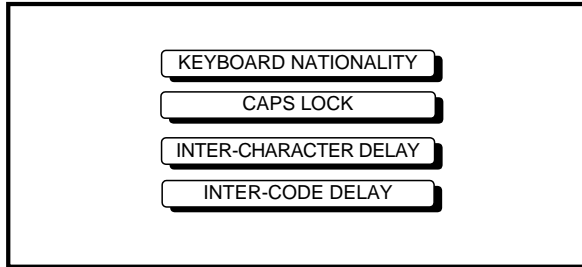 KEYBOARD NATIONALITY
CAPS LOCK
INTER-CHARACTER DELAY
INTER-CODE DELAY